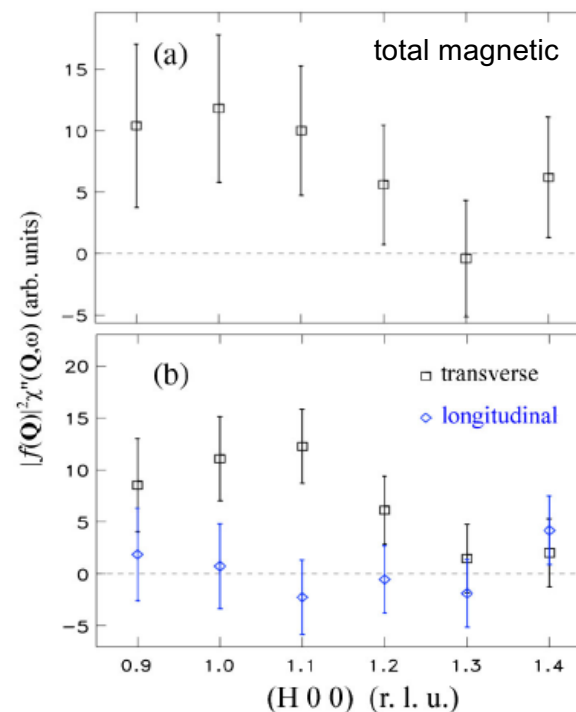 (a) total magnetic
15
10
5
0
−5
|f(Q)|²χ"(Q,ω) (arb. units)
(b)
transverse
longitudinal
20
15
10
5
0
−5
0.9 1.0 1.1 1.2 1.3 1.4
(H 0 0) (r. l. u.)